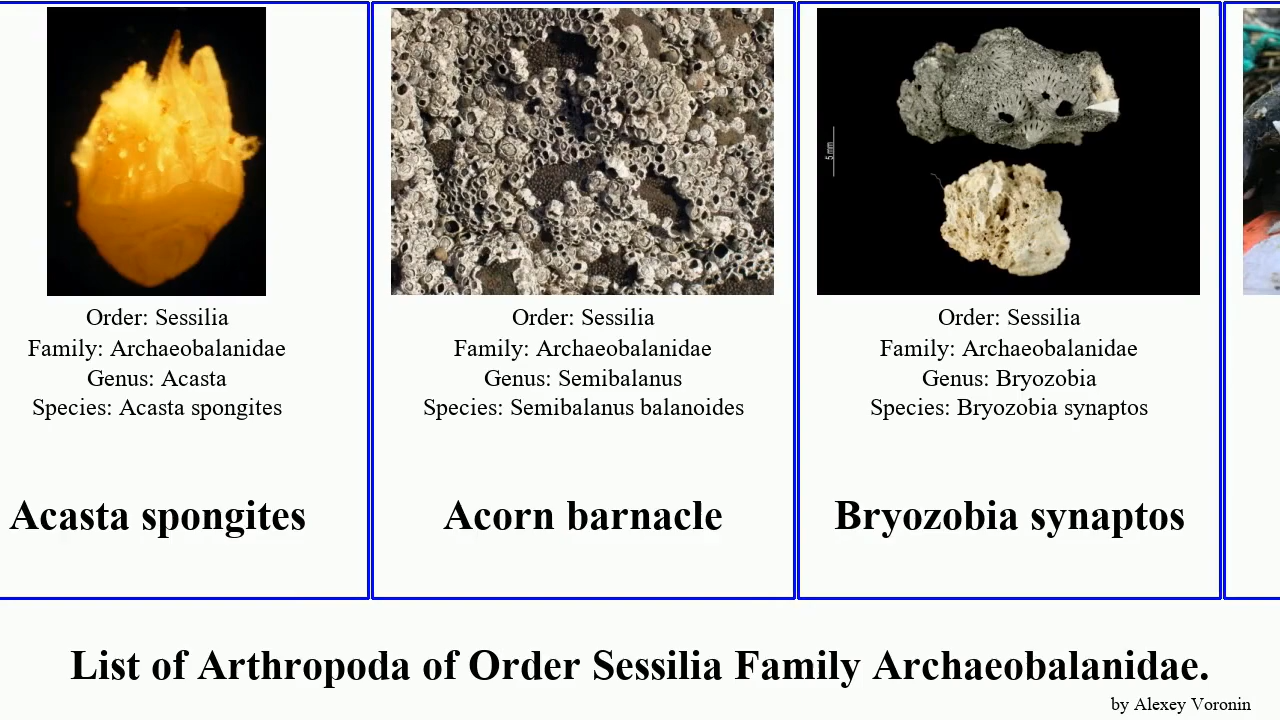 Order: Sessilia
Family: Archaeobalanidae
Genus: Acasta
Species: Acasta spongites
Acasta spongites
Order: Sessilia
Family: Archaeobalanidae
Genus: Semibalanus
Species: Semibalanus balanoides
Acorn barnacle
5 mm
Order: Sessilia
Family: Archaeobalanidae
Genus: Bryozobia
Species: Bryozobia synaptos
Bryozobia synaptos
List of Arthropoda of Order Sessilia Family Archaeobalanidae.
by Alexey Voronin